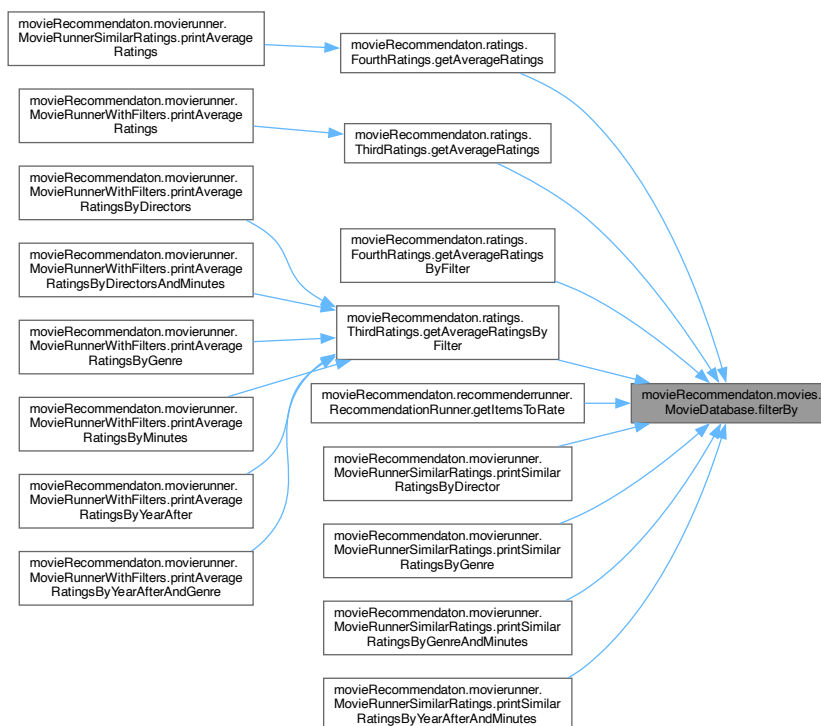 movieRecommendaton.movierunner.
MovieRunnerSimilarRatings.printAverage
Ratings
movieRecommendaton.movierunner.
MovieRunnerWithFilters.printAverage
Ratings
movieRecommendaton.movierunner.
MovieRunnerWithFilters.printAverage
RatingsByDirectors
movieRecommendaton.movierunner.
MovieRunnerWithFilters.printAverage
RatingsByDirectorsAndMinutes
movieRecommendaton.movierunner.
MovieRunnerWithFilters.printAverage
RatingsByGenre
movieRecommendaton.movierunner.
MovieRunnerWithFilters.printAverage
RatingsByMinutes
movieRecommendaton.movierunner.
MovieRunnerWithFilters.printAverage
RatingsByYearAfter
movieRecommendaton.movierunner.
MovieRunnerWithFilters.printAverage
RatingsByYearAfterAndGenre
movieRecommendaton.ratings.
FourthRatings.getAverageRatings
movieRecommendaton.ratings.
ThirdRatings.getAverageRatings
movieRecommendaton.ratings.
FourthRatings.getAverageRatings
ByFilter
movieRecommendaton.ratings.
ThirdRatings.getAverageRatingsBy
Filter
movieRecommendaton.recommenderrunner.
RecommendationRunner.getItemsToRate
movieRecommendaton.movierunner.
MovieRunnerSimilarRatings.printSimilar
RatingsByDirector
movieRecommendaton.movierunner.
MovieRunnerSimilarRatings.printSimilar
RatingsByGenre
movieRecommendaton.movierunner.
MovieRunnerSimilarRatings.printSimilar
RatingsByGenreAndMinutes
movieRecommendaton.movierunner.
MovieRunnerSimilarRatings.printSimilar
RatingsByYearAfterAndMinutes
movieRecommendaton.movies.
MovieDatabase.filterBy